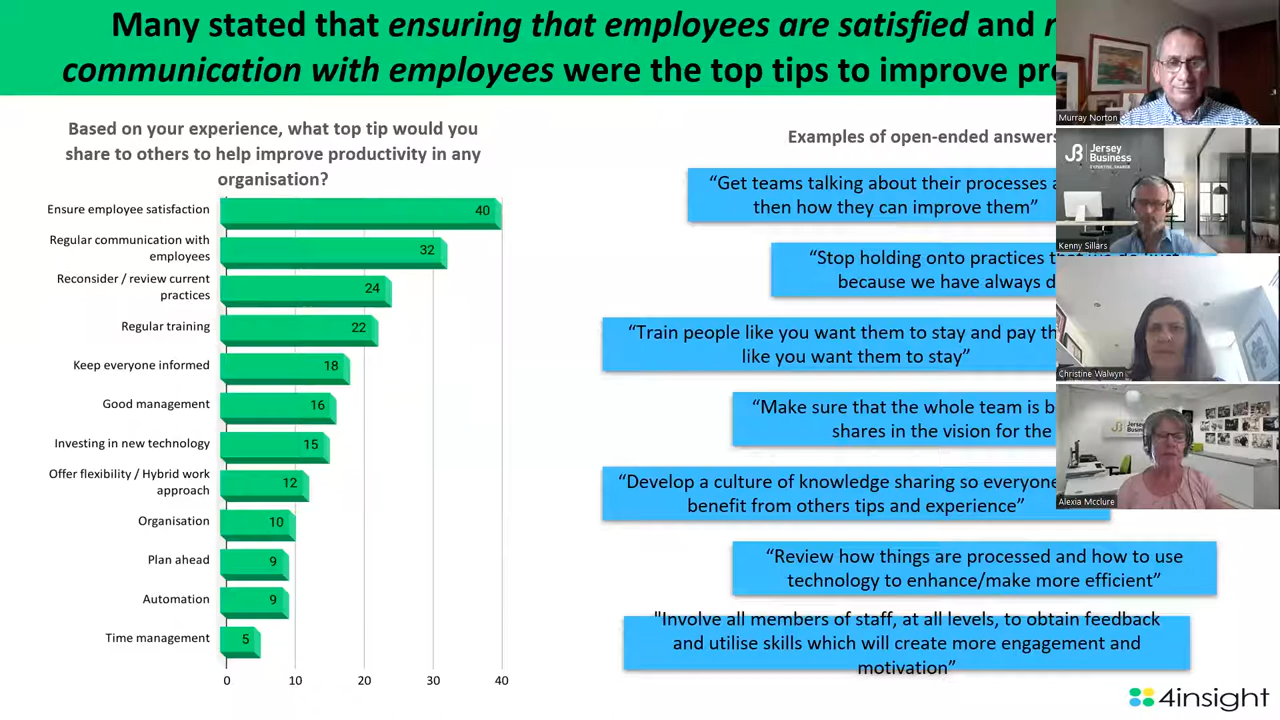 Many stated that ensuring that employees are satisfied and
communication with employees were the top tips to improve
Based on your experience, what top tip would you
share to others to help improve productivity in any
organisation?
Ensure employee satisfaction
40
Regular communication with
employees
32
Reconsider / review current
practices
24
Regular training
22
Keep everyone informed
18
Good management
16
Investing in new technology
15
Offer flexibility / Hybrid work
approach
12
Organisation
10
Plan ahead
9
Automation
9
Time management
5
0 10 20 30 40
Examples of open-ended answers
“Get teams talking about their processes
then how they can improve them”
“Stop holding onto practices
because we have always
“Train people like you want them to stay and pay
like you want them to stay”
“Make sure that the whole team is
shares in the vision for the
“Develop a culture of knowledge sharing so everyone
benefit from others tips and experience”
“Review how things are processed and how to use
technology to enhance/make more efficient”
"Involve all members of staff, at all levels, to obtain feedback
and utilise skills which will create more engagement and
motivation”
4insight
Murray Norton
Jersey
Business
Kenny Sillars
Christine Walwyn
Jersey
Alexia Mcclure